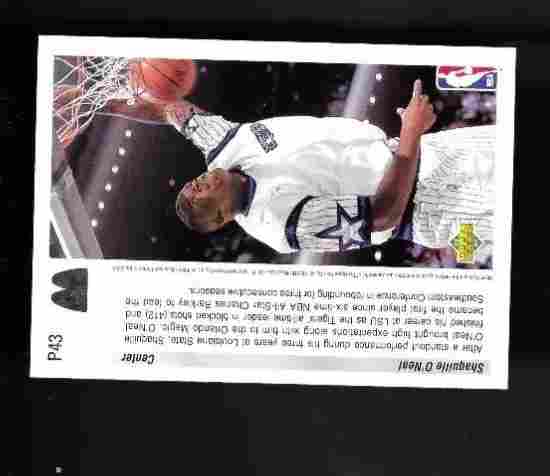 Shaquille O'Neal
Center
After a standout performance during his three years at Louisiana State, Shaquille
O'Neal brought high expectations along with him to the Orlando Magic. O'Neal
finished his career at LSU as the Tigers' all-time leader in blocked shots (412) and
became the first player since six-six NBA All-Star Charles Barkley to lead the
Southeastern Conference in rebounding for three consecutive seasons.
P43
NBA